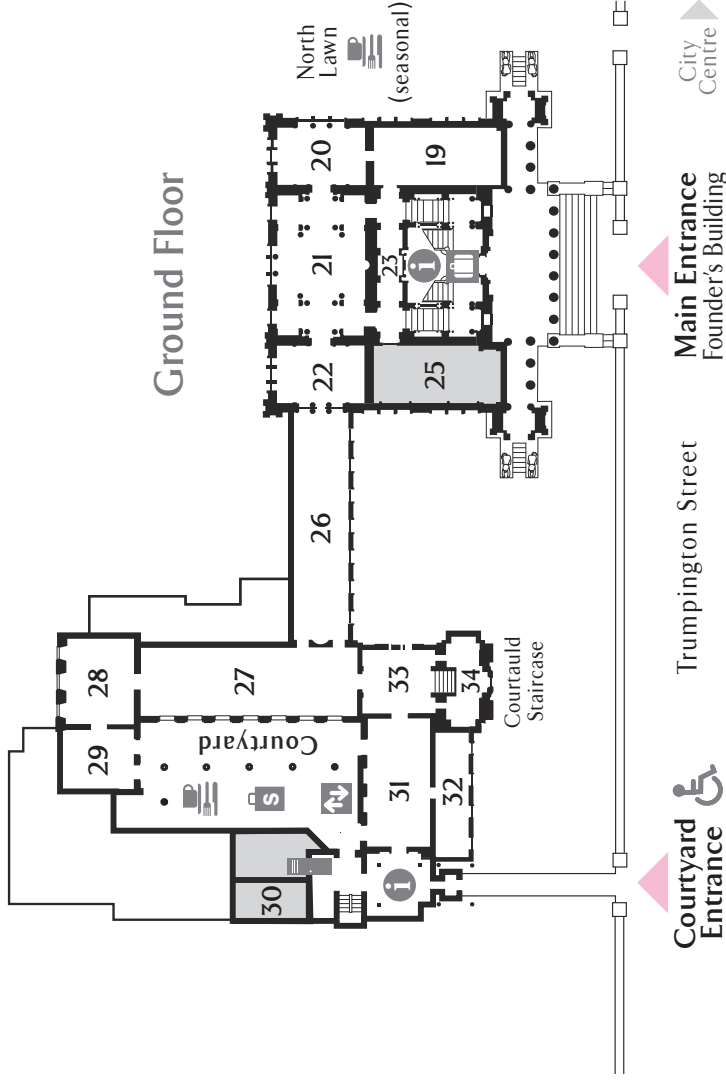 Ground Floor
North
Lawn
(seasonal)
City
Centre
20
19
21
23
i
22
25
26
28
27
33
34
29
Courtyard
31
32
S
30
i
Courtauld
Staircase
Main Entrance
Founder's Building
Trumpington Street
Courtyard
Entrance